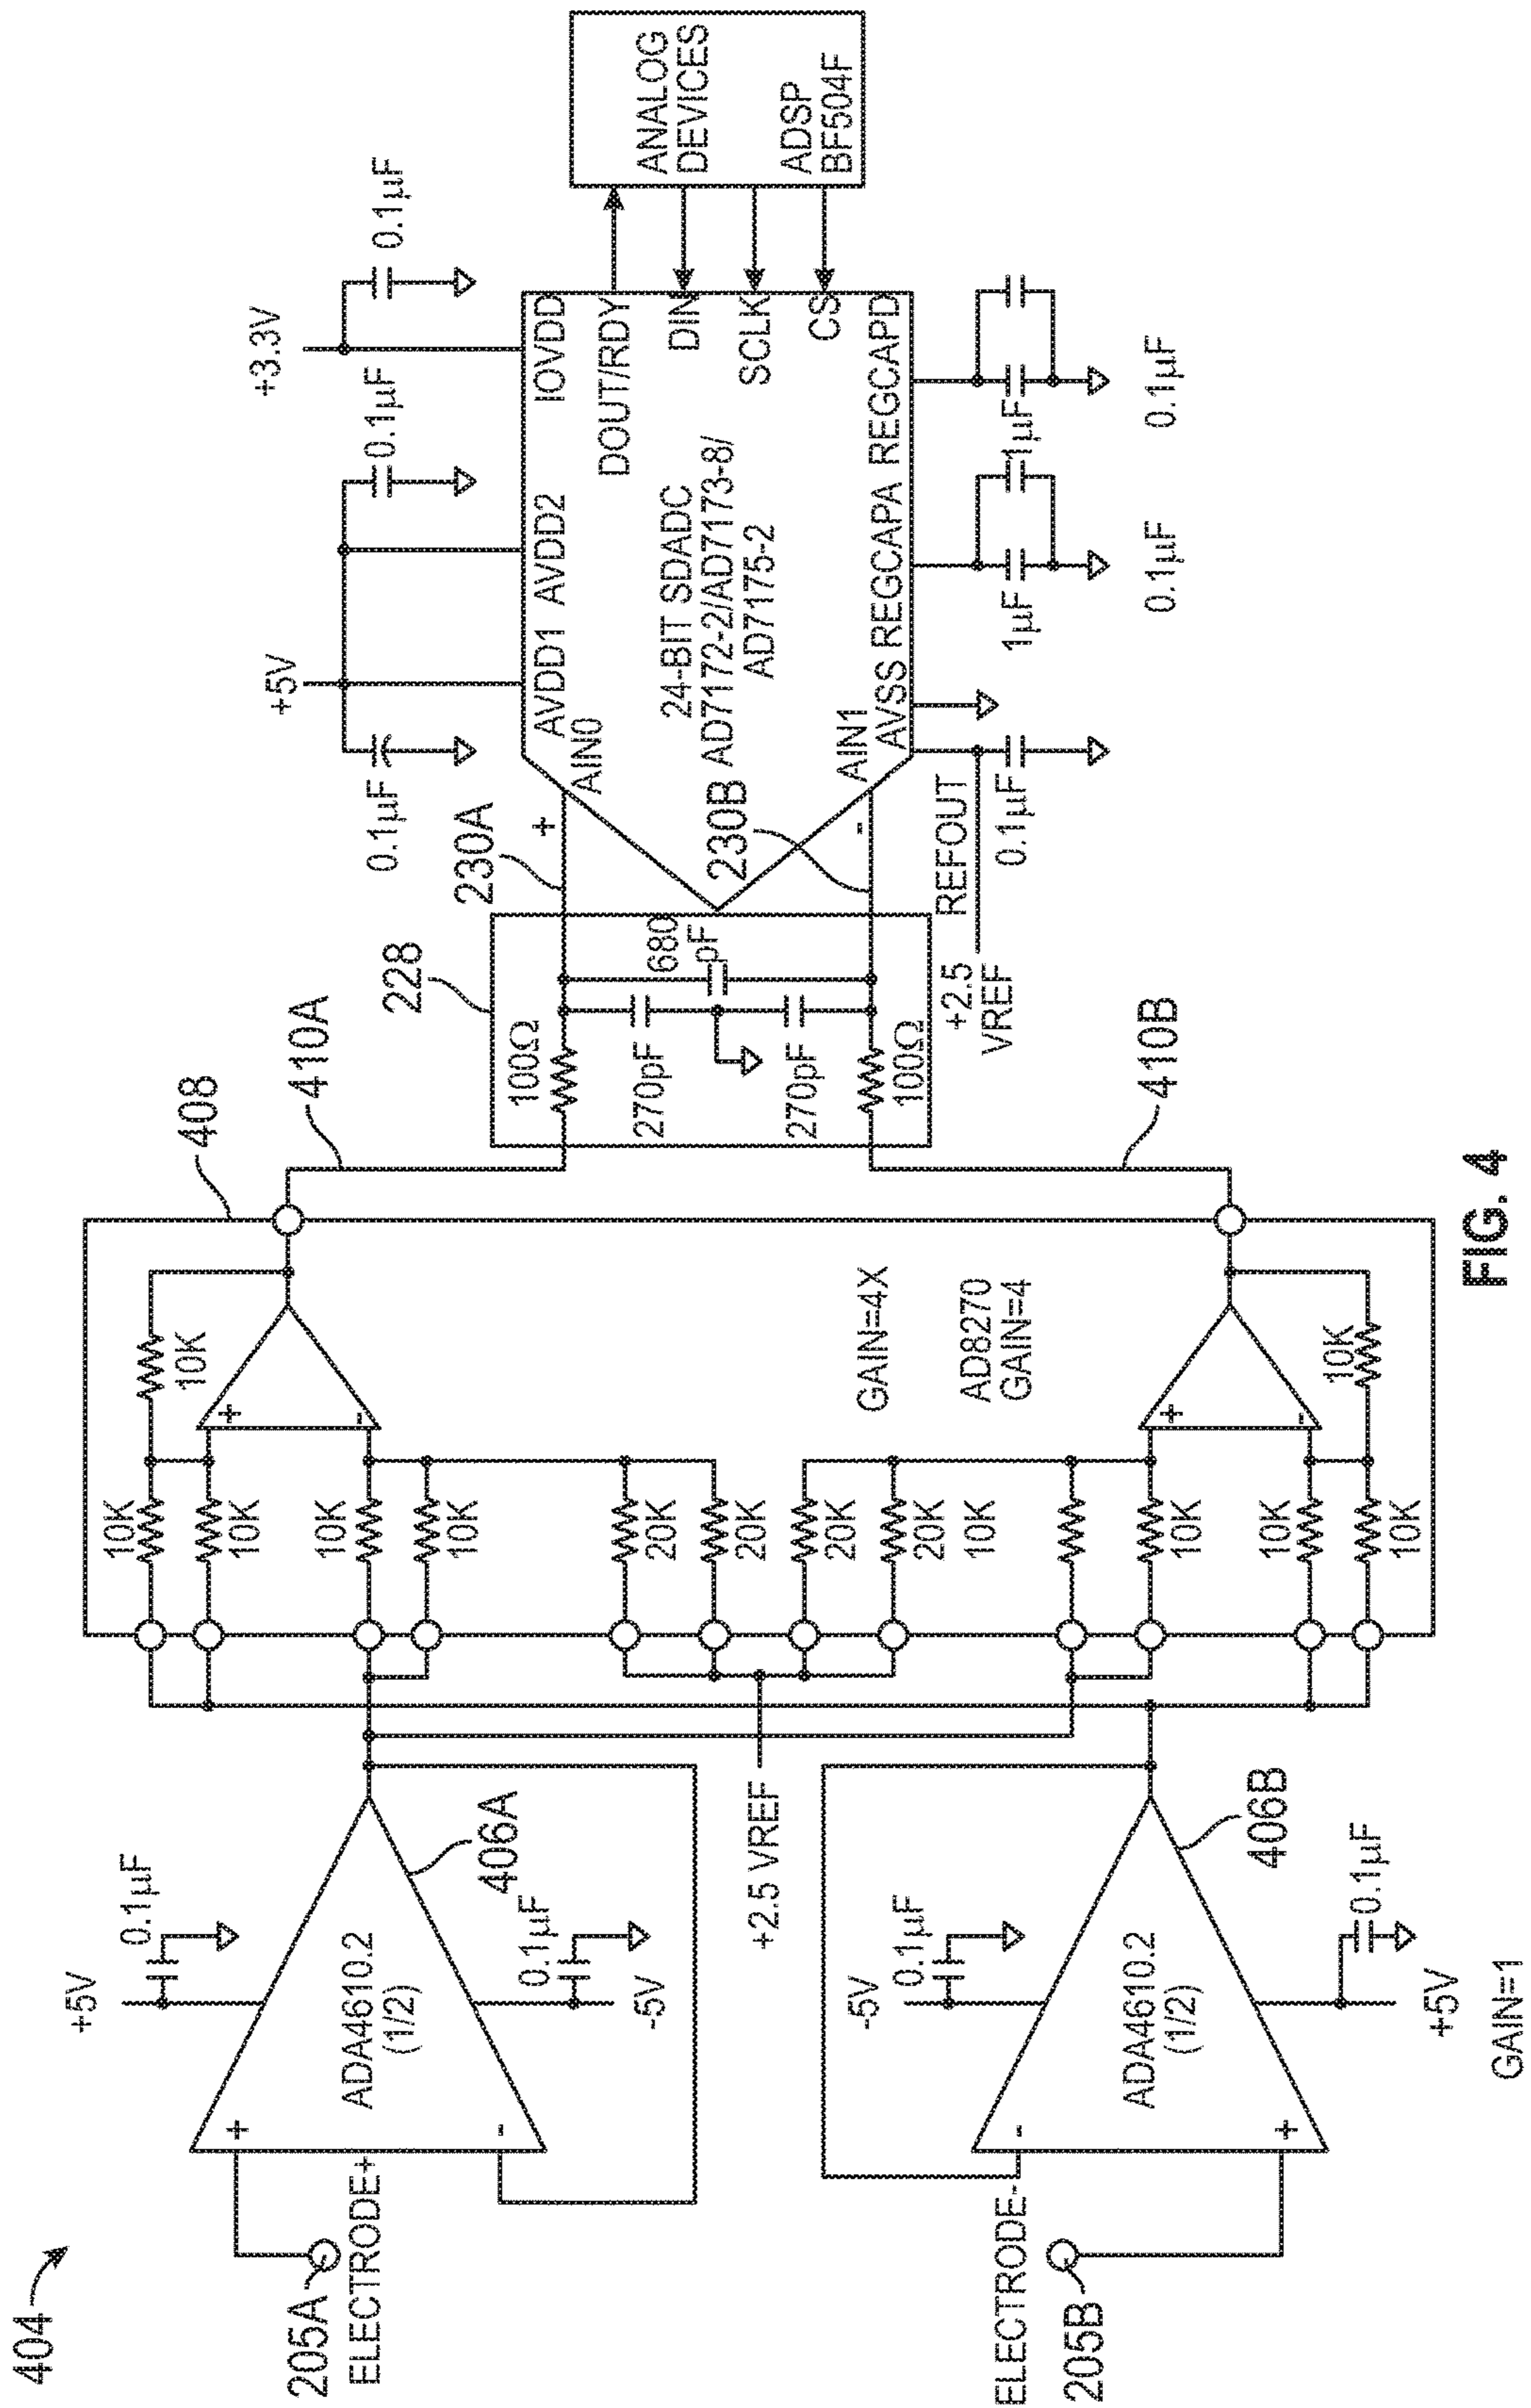 404
205A
ELECTRODE+
+5V
0.1µF
+
-
ADA4610.2
(1/2)
406A
0.1µF
-5V
+2.5 VREF
ELECTRODE-
205B
-5V
0.1µF
-
+
ADA4610.2
(1/2)
406B
0.1µF
+5V
GAIN=1
408
10K
10K
10K
10K
10K
+
-
20K
20K
20K
20K
GAIN=4X
AD8270
GAIN=4
10K
10K
10K
10K
10K
+
-
410A
410B
228
100Ω
270pF
680
pF
270pF
100Ω
230A
230B
+
-
+5V
0.1µF
0.1µF
+3.3V
0.1µF
AVDD1
AVDD2
IOVDD
AIN0
AIN1
24-BIT SDADC
AD7172-2/AD7173-8/
AD7175-2
DOUT/RDY
DIN
SCLK
CS
AVSS
REGCAPA
REGCAPD
REFOUT
+2.5
VREF
0.1µF
1µF
0.1µF
1µF
0.1µF
ANALOG
DEVICES
ADSP
BF504F
FIG. 4